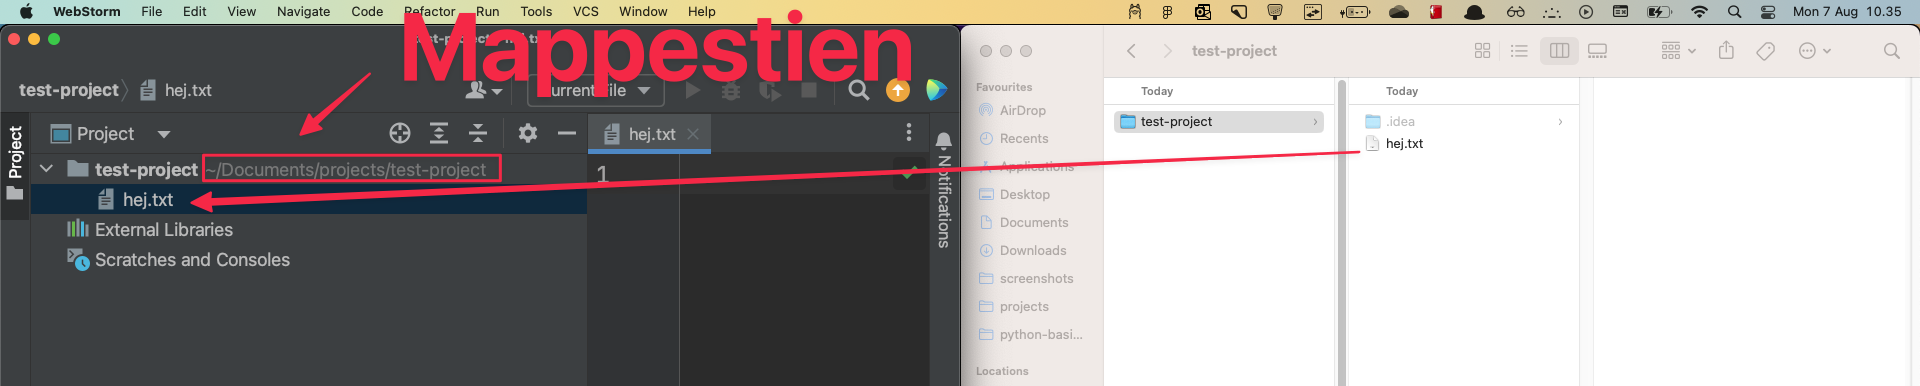 WebStorm File Edit View Navigate Code Refactor Run Tools VCS Window Help Mon 7 Aug 10.35
Mappestien
test-project hej.txt
Project
hej.txt
test-project ~/Documents/projects/test-project
hej.txt
External Libraries
Scratches and Consoles
1
Project
Notifications
test-project
Favourites
AirDrop
Recents
Applications
Desktop
Documents
Downloads
screenshots
projects
python-basi...
Locations
Today
test-project
Today
.idea
hej.txt